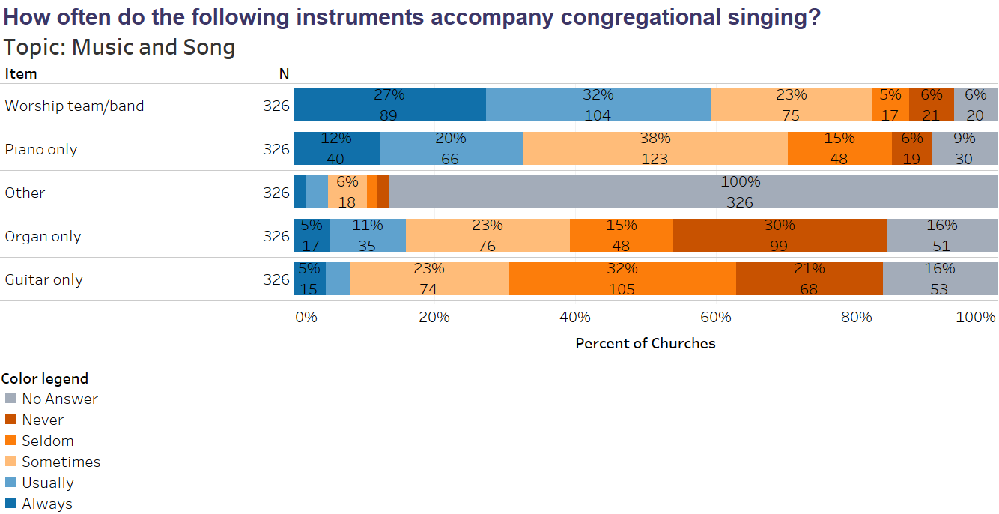 How often do the following instruments accompany congregational singing?
Topic: Music and Song
Item N
Worship team/band 326 27% 32% 23% 5% 6% 6%
89 104 75 17 21 20
Piano only 326 12% 20% 38% 15% 6% 9%
40 66 123 48 19 30
Other 326 6% 100%
18 326
Organ only 326 5% 11% 23% 15% 30% 16%
17 35 76 48 99 51
Guitar only 326 5% 23% 32% 21% 16%
15 74 105 68 53
0% 20% 40% 60% 80% 100%
Percent of Churches
Color legend
No Answer
Never
Seldom
Sometimes
Usually
Always